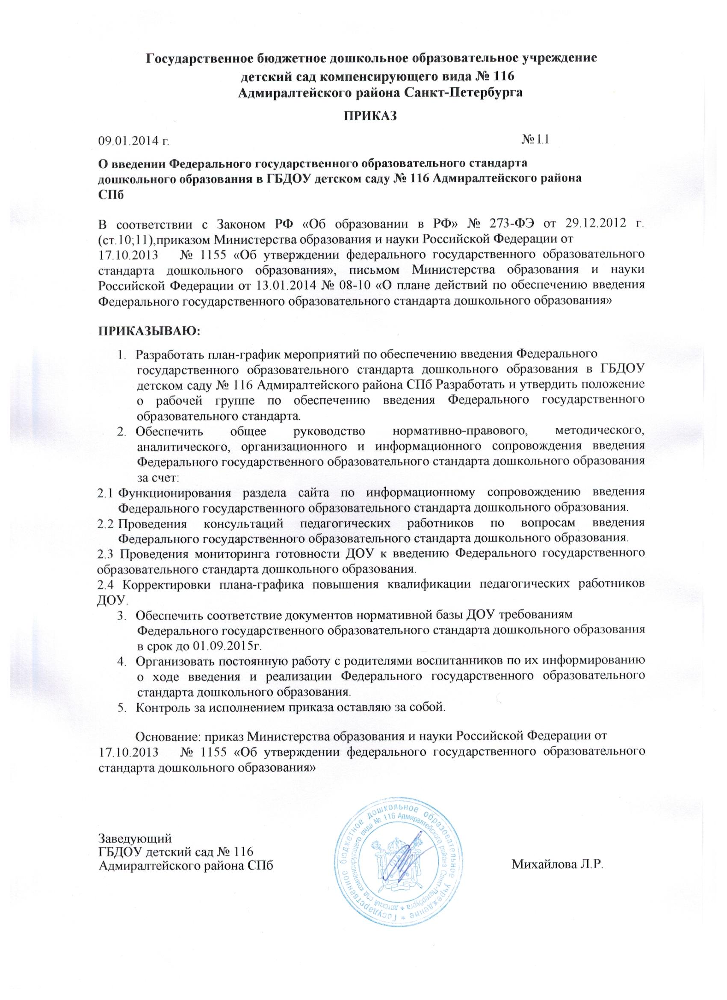 Государственное бюджетное дошкольное образовательное учреждение
детский сад компенсирующего вида № 116
Адмиралтейского района Санкт-Петербурга
ПРИКАЗ
09.01.2014 г. № 1.1
О введении Федерального государственного образовательного стандарта
дошкольного образования в ГБДОУ детском саду № 116 Адмиралтейского района
СПб
В соответствии с Законом РФ «Об образовании в РФ» № 273-ФЭ от 29.12.2012 г.
(ст.10;11),приказом Министерства образования и науки Российской Федерации от
17.10.2013 № 1155 «Об утверждении федерального государственного образовательного
стандарта дошкольного образования», письмом Министерства образования и науки
Российской Федерации от 13.01.2014 № 08-10 «О плане действий по обеспечению введения
Федерального государственного образовательного стандарта дошкольного образования»
ПРИКАЗЫВАЮ:
1. Разработать план-график мероприятий по обеспечению введения Федерального
государственного образовательного стандарта дошкольного образования в ГБДОУ
детском саду № 116 Адмиралтейского района СПб Разработать и утвердить положение
о рабочей группе по обеспечению введения Федерального государственного
образовательного стандарта.
2. Обеспечить общее руководство нормативно-правового, методического,
аналитического, организационного и информационного сопровождения введения
Федерального государственного образовательного стандарта дошкольного образования
за счет:
2.1 Функционирования раздела сайта по информационному сопровождению введения
Федерального государственного образовательного стандарта дошкольного образования.
2.2 Проведения консультаций педагогических работников по вопросам введения
Федерального государственного образовательного стандарта дошкольного образования.
2.3 Проведения мониторинга готовности ДОУ к введению Федерального государственного
образовательного стандарта дошкольного образования.
2.4 Корректировки плана-графика повышения квалификации педагогических работников
ДОУ.
3. Обеспечить соответствие документов нормативной базы ДОУ требованиям
Федерального государственного образовательного стандарта дошкольного образования
в срок до 01.09.2015г.
4. Организовать постоянную работу с родителями воспитанников по их информированию
о ходе введения и реализации Федерального государственного образовательного
стандарта дошкольного образования.
5. Контроль за исполнением приказа оставляю за собой.
Основание: приказ Министерства образования и науки Российской Федерации от
17.10.2013 № 1155 «Об утверждении федерального государственного образовательного
стандарта дошкольного образования»
Заведующий
ГБДОУ детский сад № 116
Адмиралтейского района СПб Михайлова Л.Р.
Государственное бюджетное дошкольное образовательное учреждение *
детский сад компенсирующего вида № 116 Адмиралтейского района Санкт-Петербурга *